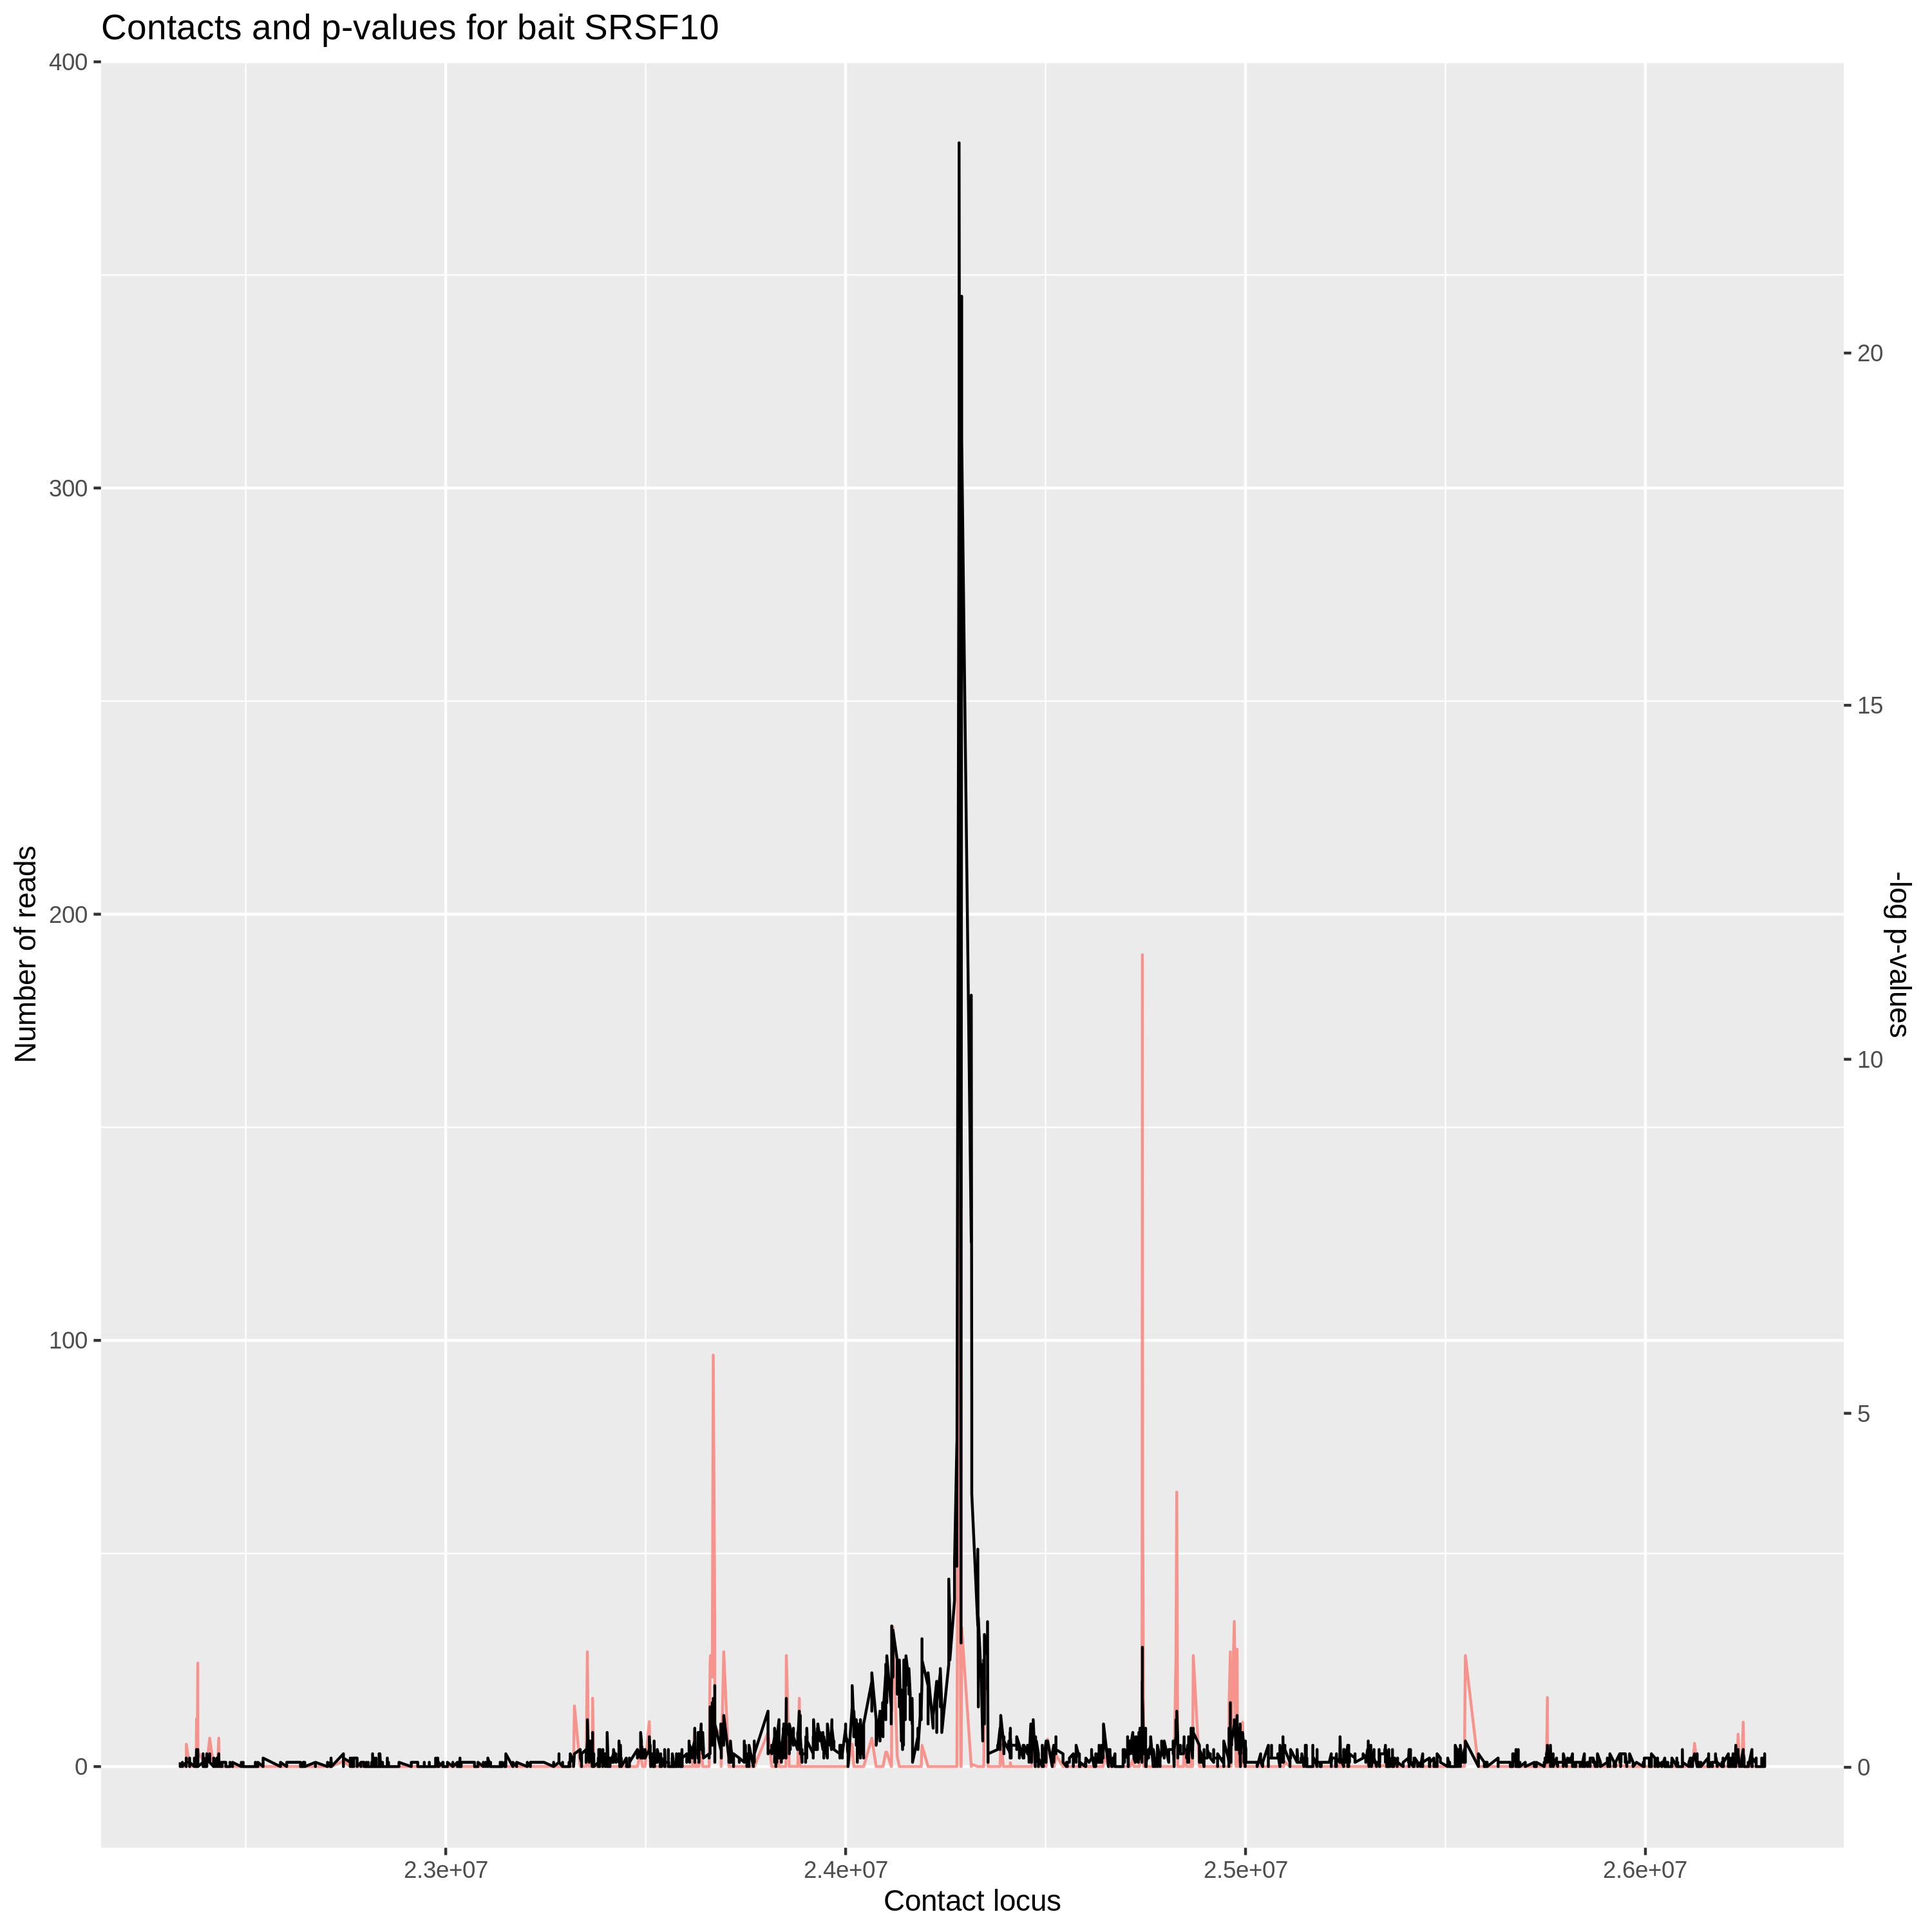 Contacts and p-values for bait SRSF10
400
300
200
100
0
Number of reads
20
15
10
5
0
-log p-values
2.3e+07
2.4e+07
2.5e+07
2.6e+07
Contact locus